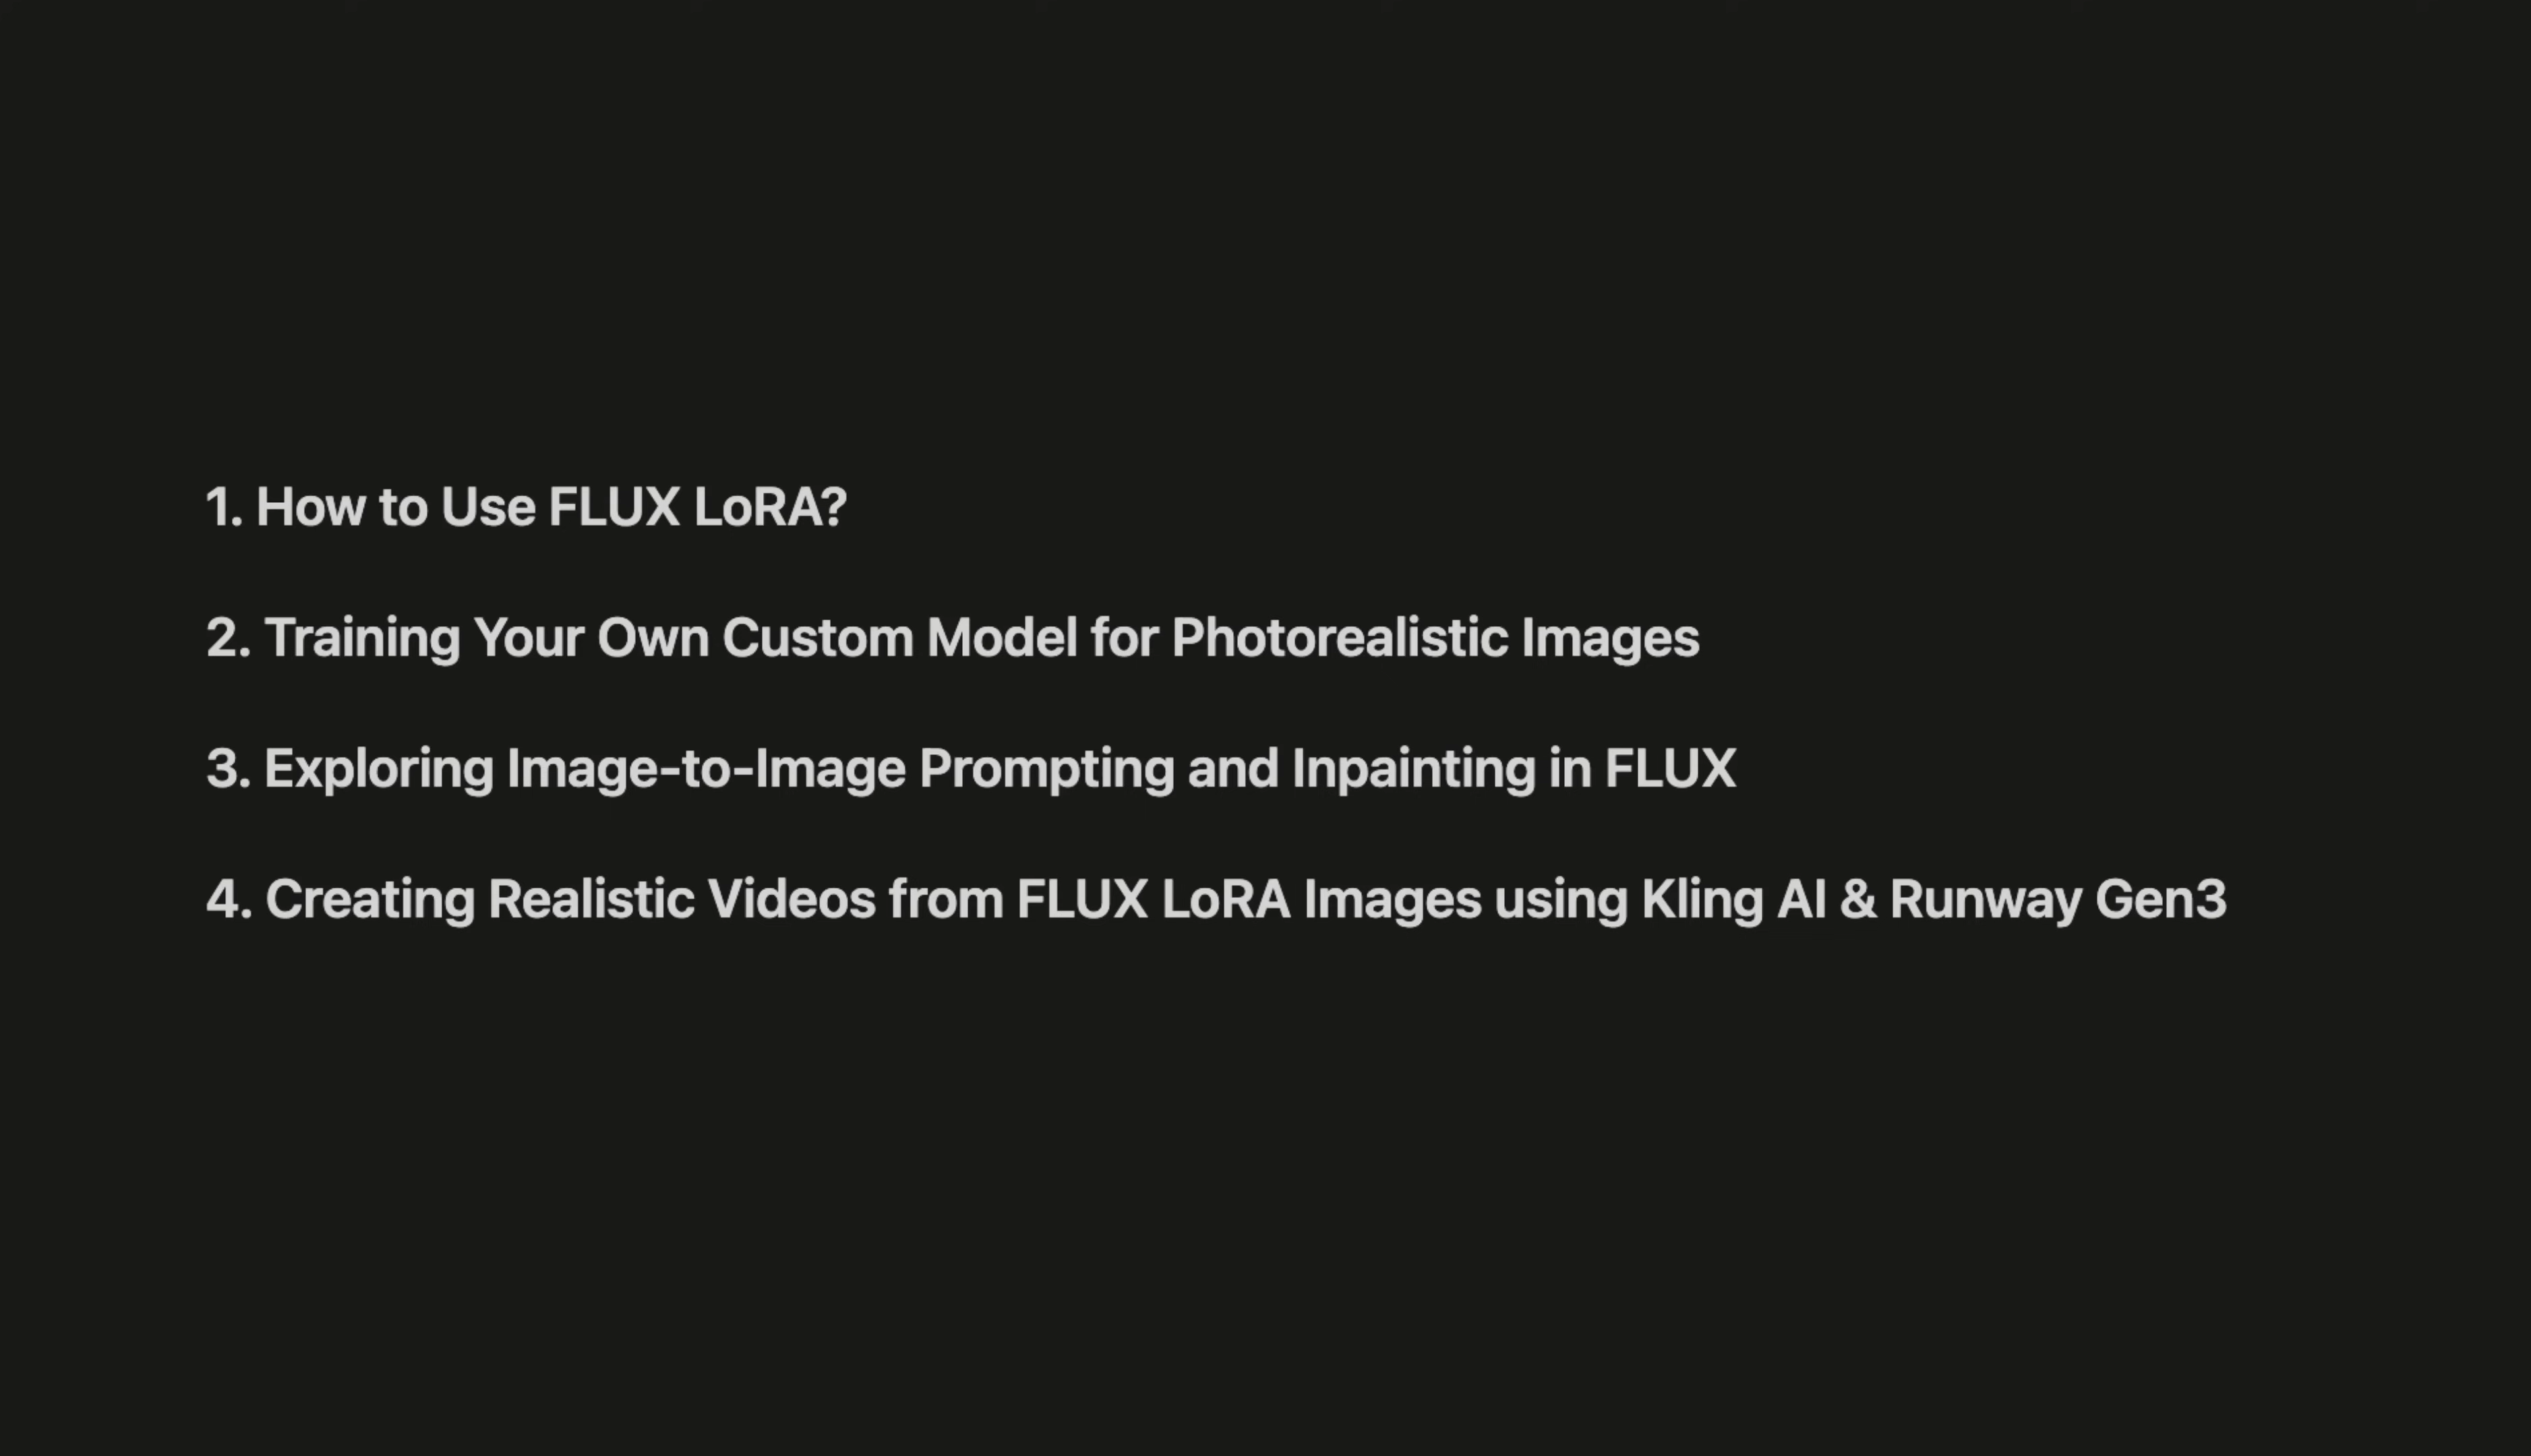 1. How to Use FLUX LoRA?
2. Training Your Own Custom Model for Photorealistic Images
3. Exploring Image-to-Image Prompting and Inpainting in FLUX
4. Creating Realistic Videos from FLUX LoRA Images using Kling AI & Runway Gen3